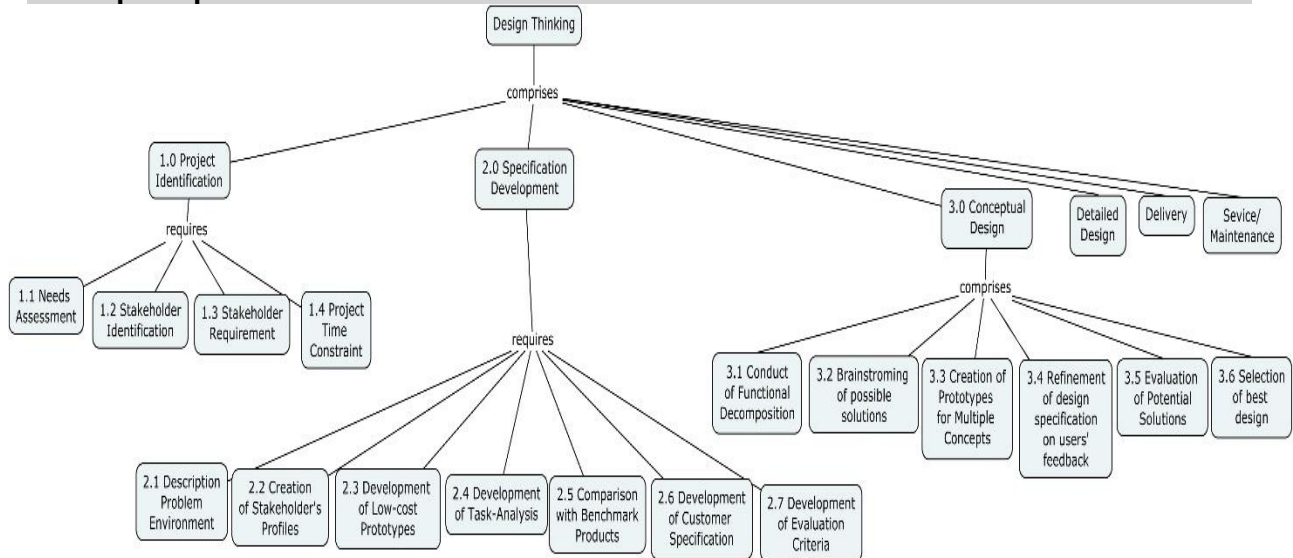 Design Thinking
comprises
1.0 Project
Identification
2.0 Specification
Development
3.0 Conceptual
Design
Detailed
Design
Delivery
Sevice/
Maintenance
requires
1.1 Needs
Assessment
1.2 Stakeholder
Identification
1.3 Stakeholder
Requirement
1.4 Project
Time
Constraint
requires
2.1 Description
Problem
Environment
2.2 Creation
of Stakeholder's
Profiles
2.3 Development
of Low-cost
Prototypes
2.4 Development
of Task-Analysis
2.5 Comparison
with Benchmark
Products
2.6 Development
of Customer
Specification
2.7 Development
of Evaluation
Criteria
comprises
3.1 Conduct
of Functional
Decomposition
3.2 Brainstroming
of possible
solutions
3.3 Creation of
Prototypes
for Multiple
Concepts
3.4 Refinement
of design
specification
on users'
feedback
3.5 Evaluation
of Potential
Solutions
3.6 Selection
of best
design